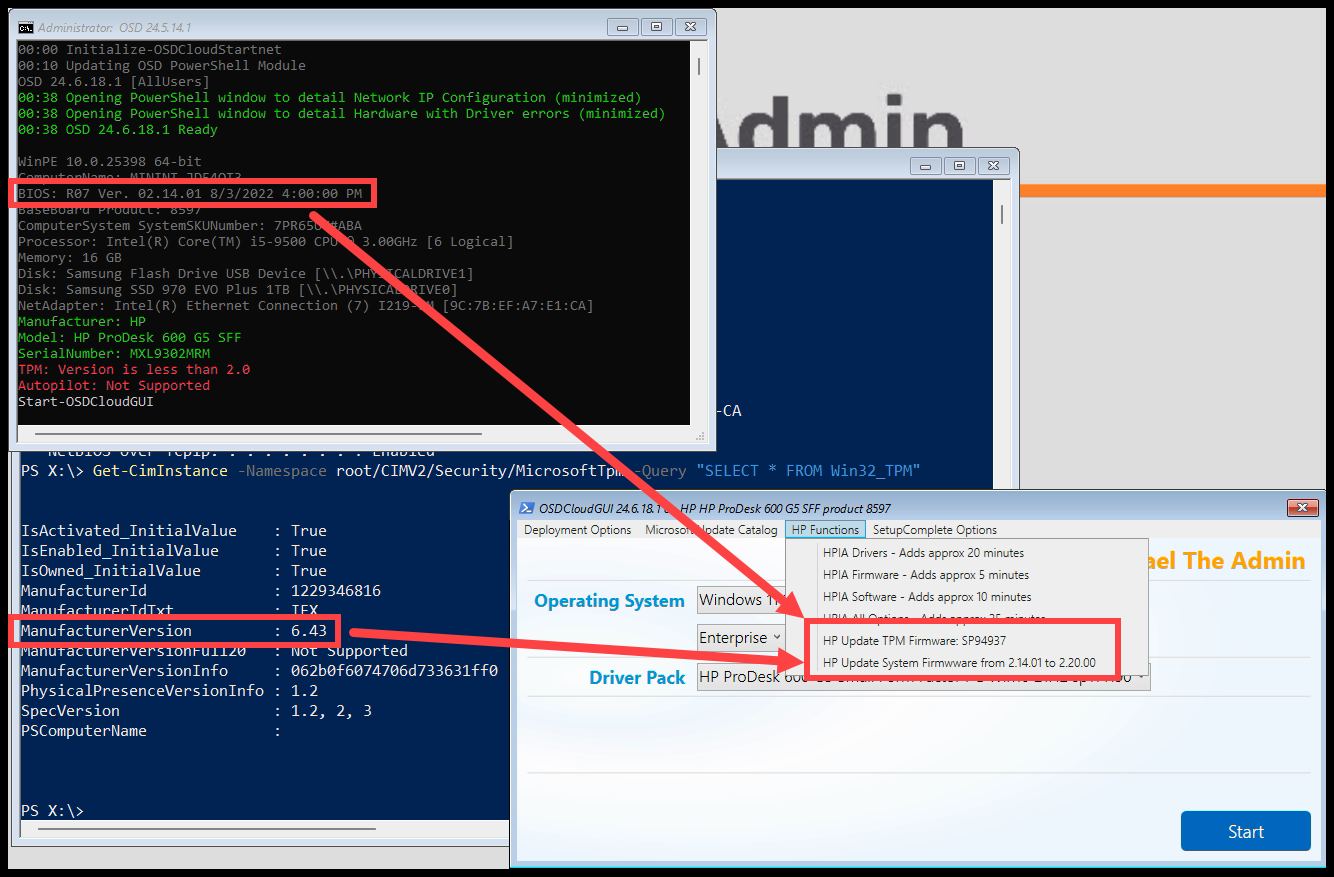 Administrator: OSD 24.5.14.1
00:00 Initialize-OSDCloudStartnet
00:10 Updating OSD PowerShell Module
OSD 24.6.18.1 [AllUsers]
00:38 Opening PowerShell window to detail Network IP Configuration (minimized)
00:38 Opening PowerShell window to detail Hardware with Driver errors (minimized)
00:38 OSD 24.6.18.1 Ready
WinPE 10.0.25398 64-bit
ComputerName:
BIOS: R07 Ver. 02.14.01 8/3/2022 4:00:00 PM
BaseBoard Product: 8597
ComputerSystem SystemSKUNumber: #ABA
Processor: Intel(R) Core(TM) i5-9500 CPU 3.00GHz [6 Logical]
Memory: 16 GB
Disk: Samsung Flash Drive USB Device [\\.\PHYSICALDRIVE1]
Disk: Samsung SSD 970 EVO Plus 1TB [\\.\PHYSICALDRIVE0]
NetAdapter: Intel(R) Ethernet Connection (7) [9C:7B:EF:A7:E1:CA]
Manufacturer: HP
Model: HP ProDesk 600 G5 SFF
SerialNumber: MXL9302MRM
TPM: Version is less than 2.0
Autopilot: Not Supported
Start-OSDCloudGUI
Admin
-CA
NetBIOS over Tcpip. . . . . . . . : Enabled
PS X:\> Get-CimInstance -Namespace root/CIMV2/Security/MicrosoftTpm -Query "SELECT * FROM Win32_TPM"
IsActivated_InitialValue : True
IsEnabled_InitialValue : True
IsOwned_InitialValue : True
ManufacturerId : 1229346816
ManufacturerIdTxt : IFX
ManufacturerVersion : 6.43
ManufacturerVersionFull20 : Not Supported
ManufacturerVersionInfo : 062b0f6074706d733631ff0
PhysicalPresenceVersionInfo : 1.2
SpecVersion : 1.2, 2, 3
PSComputerName :
PS X:\>
OSDCloudGUI 24.6.18.1 HP HP ProDesk 600 G5 SFF product 8597
Deployment Options Microsoft Update Catalog HP Functions SetupComplete Options
HPIA Drivers - Adds approx 20 minutes
HPIA Firmware - Adds approx 5 minutes
HPIA Software - Adds approx 10 minutes
HPIA All Options - Adds approx 25 minutes
HP Update TPM Firmware: SP94937
HP Update System Firmwware from 2.14.01 to 2.20.00
ael The Admin
Operating System Windows 11
Enterprise
Driver Pack HP ProDesk 600
Start